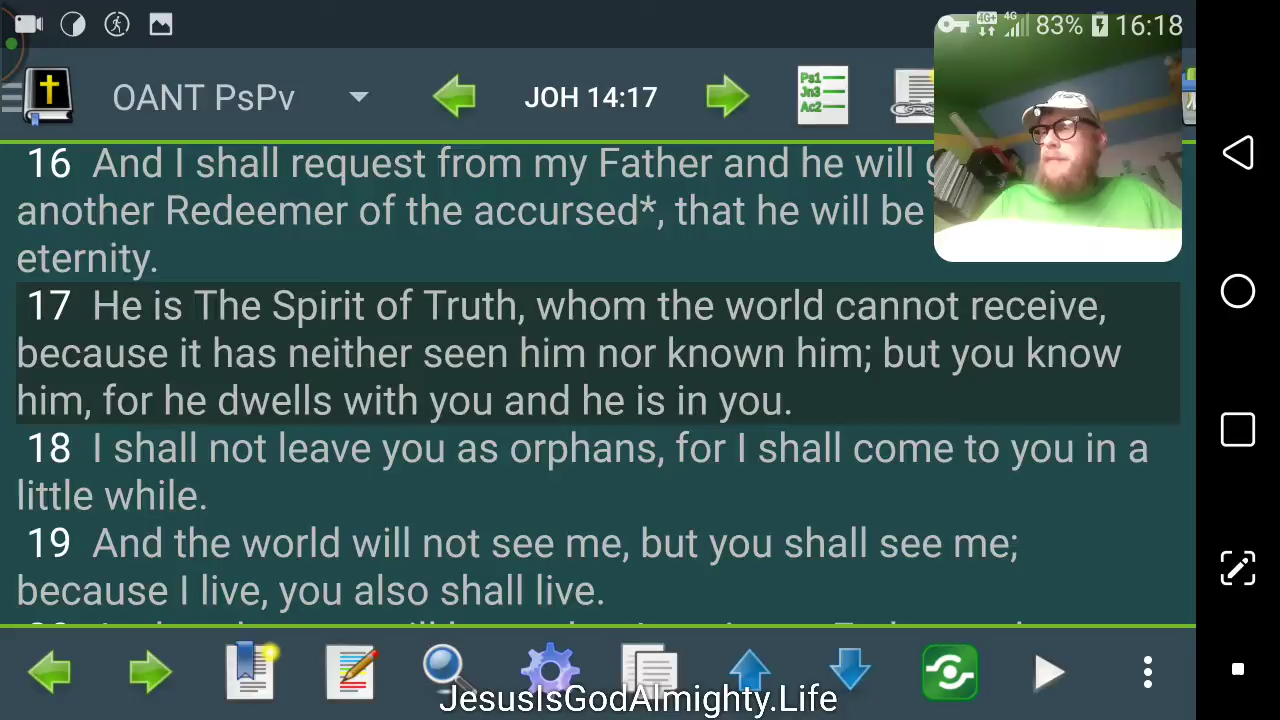 83% 16:18
OANT PsPv JOH 14:17
Ps1
Jn3
Ac2
16 And I shall request from my Father and he will
another Redeemer of the accursed*, that he will be
eternity.
17 He is The Spirit of Truth, whom the world cannot receive,
because it has neither seen him nor known him; but you know
him, for he dwells with you and he is in you.
18 I shall not leave you as orphans, for I shall come to you in a
little while.
19 And the world will not see me, but you shall see me;
because I live, you also shall live.
JesusIsGodAlmighty.Life